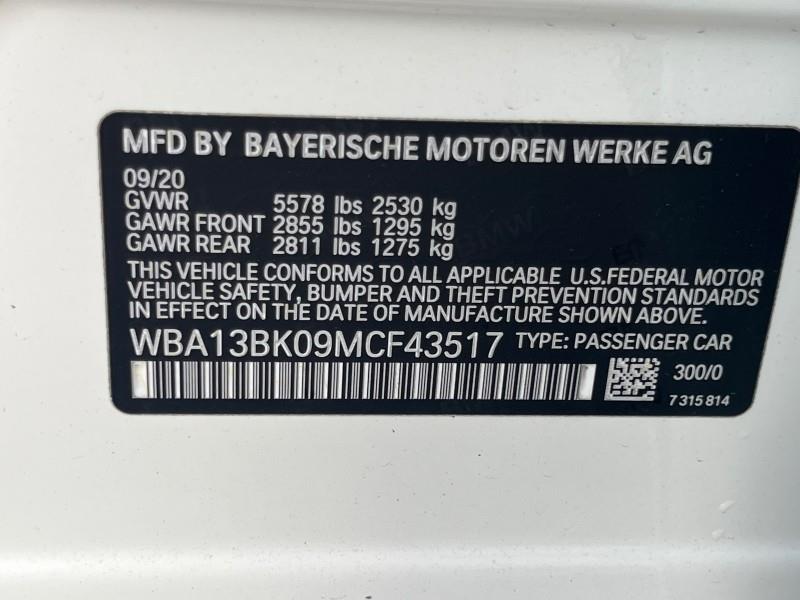 MFD BY BAYERISCHE MOTOREN WERKE AG
09/20
GVWR 5578 lbs 2530 kg
GAWR FRONT 2855 lbs 1295 kg
GAWR REAR 2811 lbs 1275 kg
THIS VEHICLE CONFORMS TO ALL APPLICABLE U.S.FEDERAL MOTOR
VEHICLE SAFETY, BUMPER AND THEFT PREVENTION STANDARDS
IN EFFECT ON THE DATE OF MANUFACTURE SHOWN ABOVE.
WBA13BK09MCF43517 TYPE: PASSENGER CAR
300/0
7 315 814